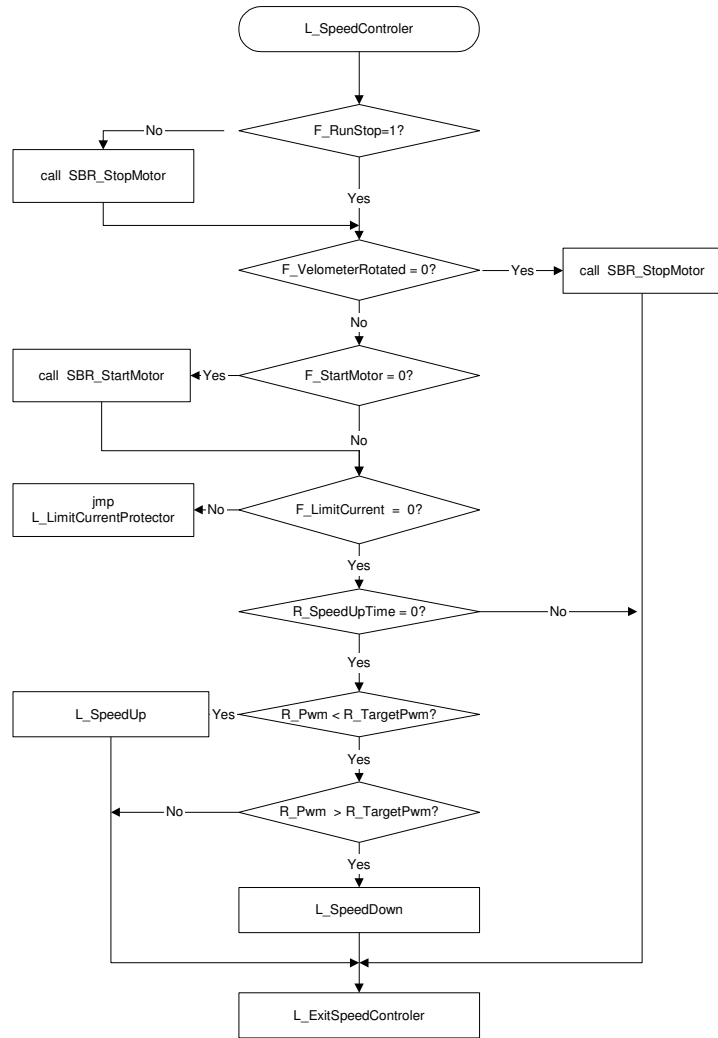 L_SpeedControler
F_RunStop=1?
No
call SBR_StopMotor
Yes
F_VelometerRotated = 0?
Yes
call SBR_StopMotor
No
F_StartMotor = 0?
Yes
call SBR_StartMotor
No
F_LimitCurrent = 0?
No
jmp
L_LimitCurrentProtector
Yes
R_SpeedUpTime = 0?
No
Yes
R_Pwm < R_TargetPwm?
Yes
L_SpeedUp
Yes
R_Pwm > R_TargetPwm?
No
Yes
L_SpeedDown
L_ExitSpeedControler